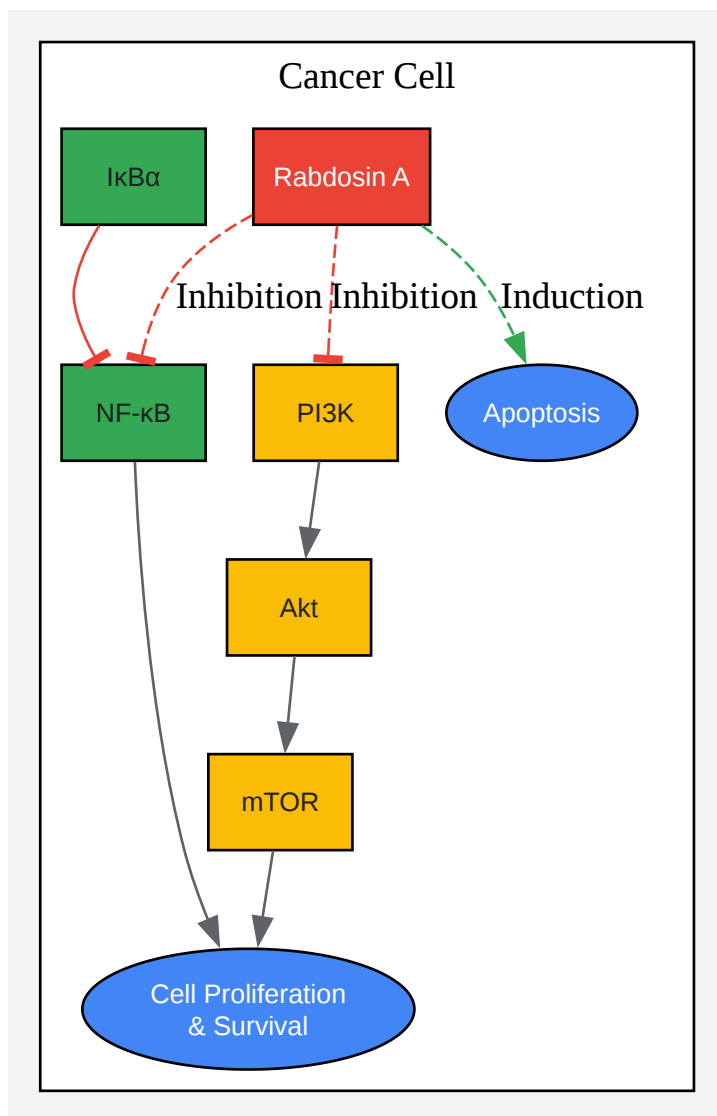 Cancer Cell
IκBα
Rabdosin A
Inhibition
Inhibition
Induction
NF-κB
PI3K
Apoptosis
Akt
mTOR
Cell Proliferation
& Survival